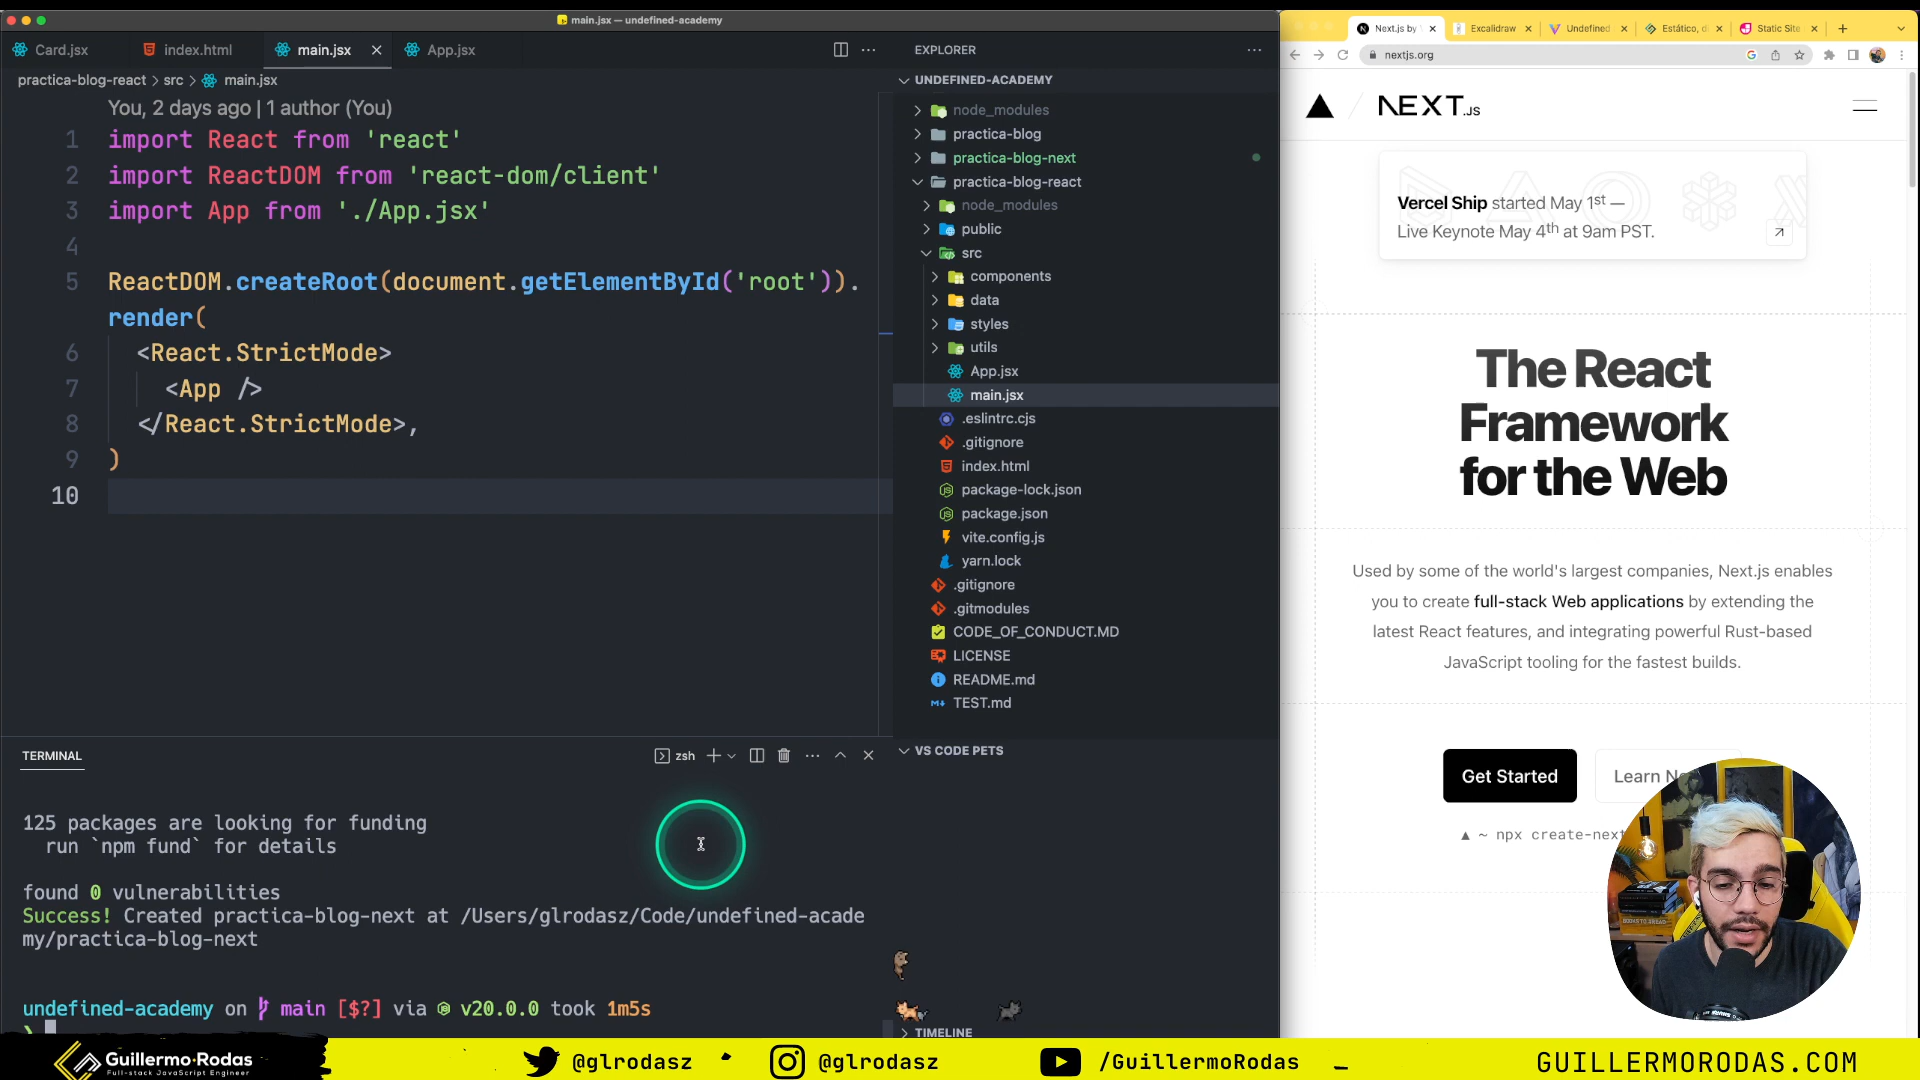 main.jsx — undefined-academy
Card.jsx
index.html
main.jsx
App.jsx
practica-blog-react > src > main.jsx
You, 2 days ago | 1 author (You)
1 import React from 'react'
2 import ReactDOM from 'react-dom/client'
3 import App from './App.jsx'
4
5 ReactDOM.createRoot(document.getElementById('root')).
render(
6 <React.StrictMode>
7 <App />
8 </React.StrictMode>,
9 )
10
TERMINAL
zsh
125 packages are looking for funding
run `npm fund` for details
found 0 vulnerabilities
Success! Created practica-blog-next at /Users/glrodasz/Code/undefined-acade
my/practica-blog-next
undefined-academy on main [$?] via v20.0.0 took 1m5s
EXPLORER
UNDEFINED-ACADEMY
node_modules
practica-blog
practica-blog-next
practica-blog-react
node_modules
public
src
components
data
styles
utils
App.jsx
main.jsx
.eslintrc.cjs
.gitignore
index.html
package-lock.json
package.json
vite.config.js
yarn.lock
.gitignore
.gitmodules
CODE_OF_CONDUCT.MD
LICENSE
README.md
TEST.md
VS CODE PETS
TIMELINE
Next.js by
Excalidraw
Undefined
Estático, d
Static Site
nextjs.org
NEXT.JS
Vercel Ship started May 1st —
Live Keynote May 4th at 9am PST.
The React
Framework
for the Web
Used by some of the world's largest companies, Next.js enables
you to create full-stack Web applications by extending the
latest React features, and integrating powerful Rust-based
JavaScript tooling for the fastest builds.
Get Started
Learn
▲ ~ npx create-next
Guillermo·Rodas
Full-stack JavaScript Engineer
@glrodasz
@glrodasz
/GuillermoRodas
GUILLERMORODAS.COM